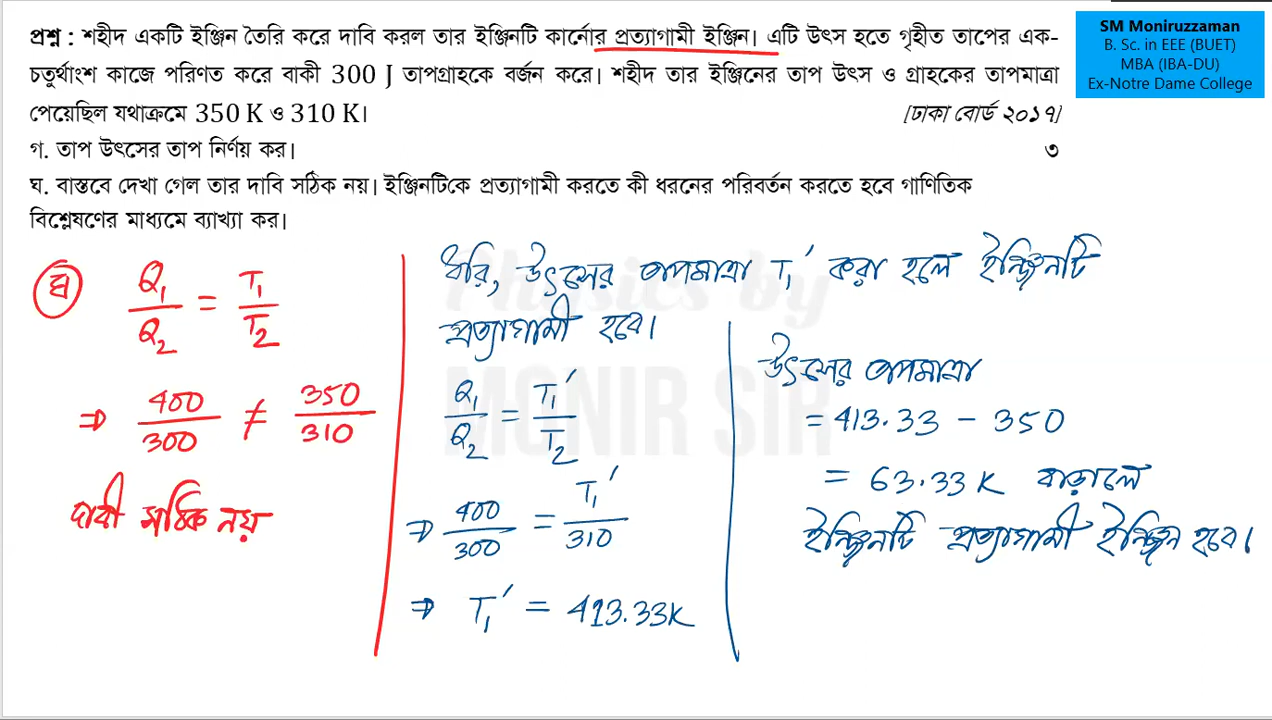 প্রশ্ন : শহীদ একটি ইঞ্জিন তৈরি করে দাবি করল তার ইঞ্জিনটি কার্নোর প্রত্যাগামী ইঞ্জিন। এটি উৎস হতে গৃহীত তাপের এক-
চতুর্থাংশ কাজে পরিণত করে বাকী 300 J তাপগ্রাহকে বর্জন করে। শহীদ তার ইঞ্জিনের তাপ উৎস ও গ্রাহকের তাপমাত্রা
পেয়েছিল যথাক্রমে 350 K ও 310 K।
[ঢাকা বোর্ড ২০১৭]
গ. তাপ উৎসের তাপ নির্ণয় কর।
৩
ঘ. বাস্তবে দেখা গেল তার দাবি সঠিক নয়। ইঞ্জিনটিকে প্রত্যাগামী করতে কী ধরনের পরিবর্তন করতে হবে গাণিতিক
বিশ্লেষণের মাধ্যমে ব্যাখ্যা কর।
SM Moniruzzaman
B. Sc. in EEE (BUET)
MBA (IBA-DU)
Ex-Notre Dame College
ঘ Q₁/Q₂ = T₁/T₂
⇒ 400/300 ≠ 350/310
দাবী সঠিক নয়
ধরি, উৎসের তাপমাত্রা T₁′ করা হলে ইঞ্জিনটি
প্রত্যাগামী হবে।
Q₁/Q₂ = T₁′/T₂
⇒ 400/300 = T₁′/310
⇒ T₁′ = 413.33K
উৎসের তাপমাত্রা
= 413.33 - 350
= 63.33 K বাড়ালে
ইঞ্জিনটি প্রত্যাগামী ইঞ্জিন হবে।
Physics by
MONIR SIR